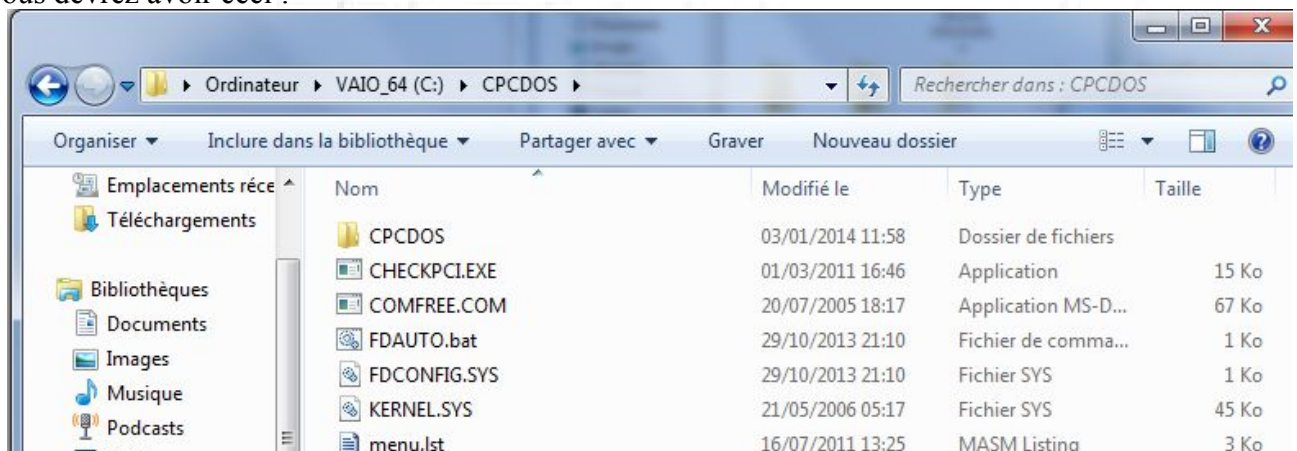 ous devrez avoir ceci :
Ordinateur VAIO_64 (C:) CPCDOS
Rechercher dans : CPCDOS
Organiser Inclure dans la bibliothèque Partager avec Graver Nouveau dossier
Emplacements réce
Téléchargements
Bibliothèques
Documents
Images
Musique
Podcasts
Nom Modifié le Type Taille
CPCDOS 03/01/2014 11:58 Dossier de fichiers
CHECKPCI.EXE 01/03/2011 16:46 Application 15 Ko
COMFREE.COM 20/07/2005 18:17 Application MS-D... 67 Ko
FDAUTO.bat 29/10/2013 21:10 Fichier de comma... 1 Ko
FDCONFIG.SYS 29/10/2013 21:10 Fichier SYS 1 Ko
KERNEL.SYS 21/05/2006 05:17 Fichier SYS 45 Ko
menu.lst 16/07/2011 13:25 MASM Listing 3 Ko